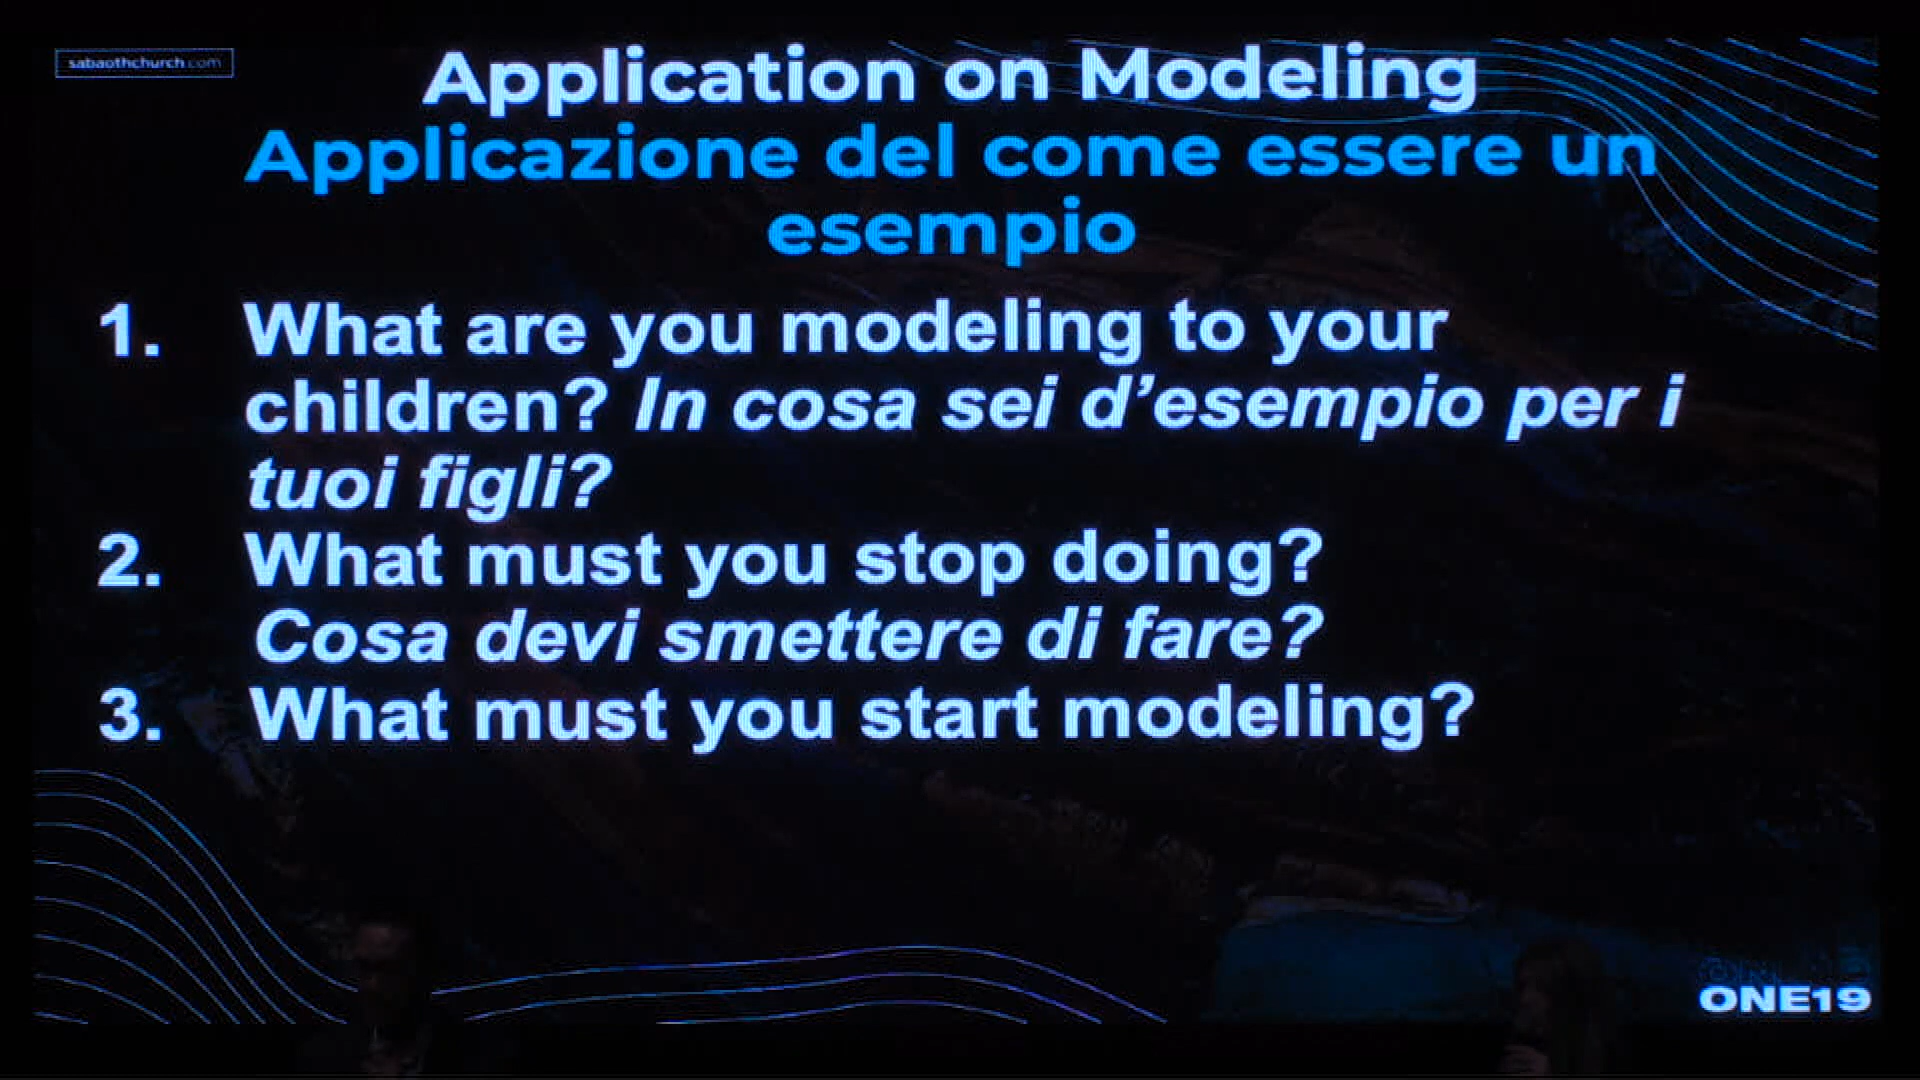 sabaothchurch.com
Application on Modeling
Applicazione del come essere un
esempio
1. What are you modeling to your
children? In cosa sei d’esempio per i
tuoi figli?
2. What must you stop doing?
Cosa devi smettere di fare?
3. What must you start modeling?
ONE19